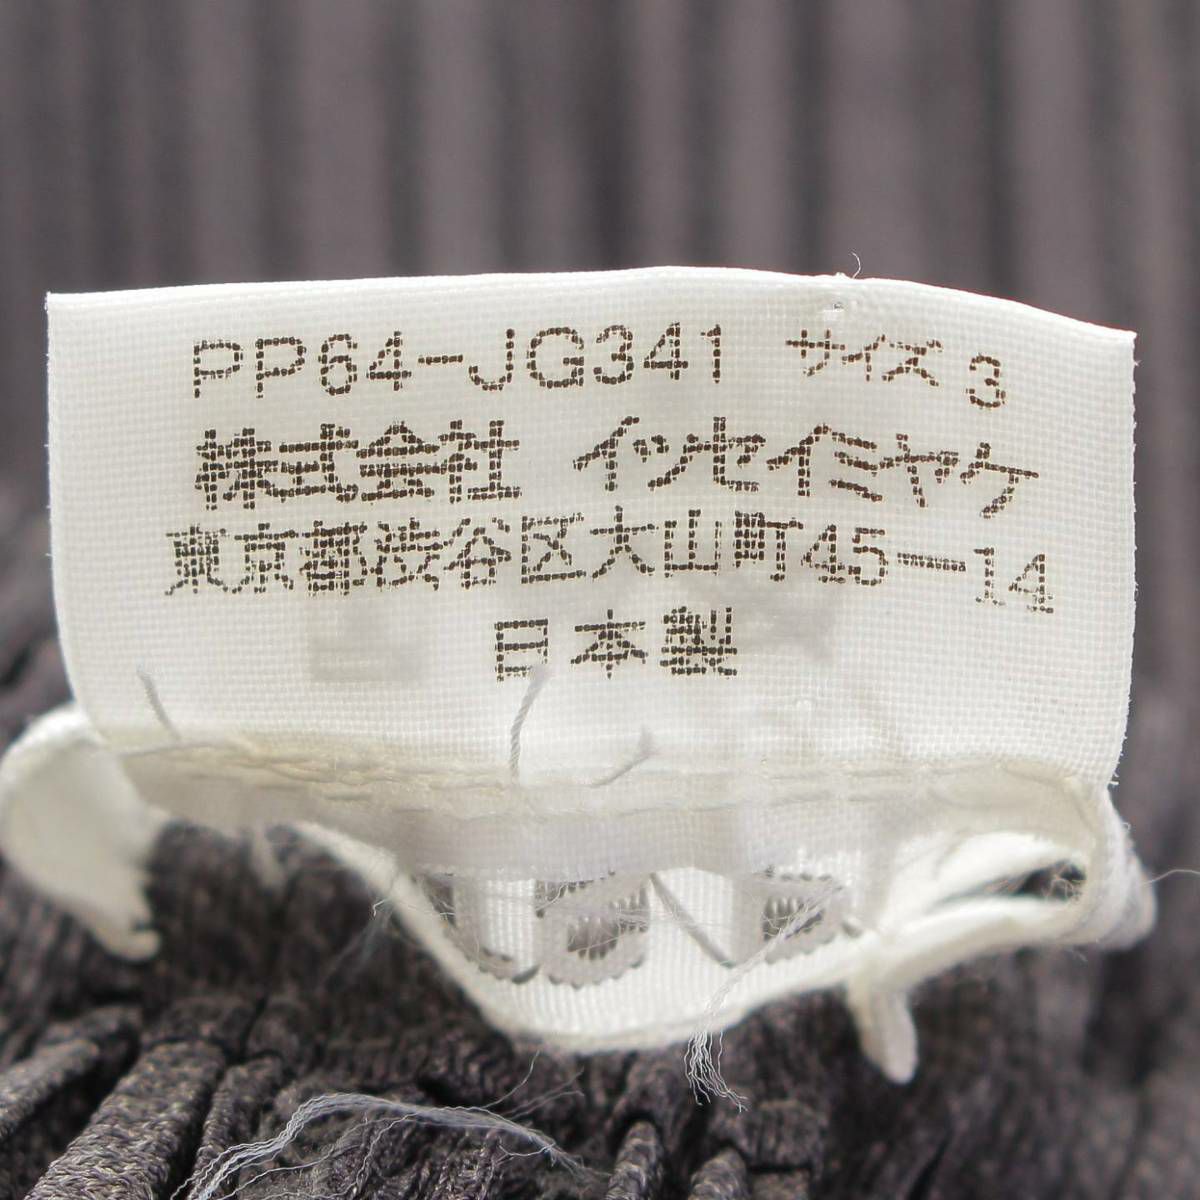 PP64-JG341 サイズ 3
株式会社 イッセイミヤケ
東京都渋谷区大山町45-14
日本製